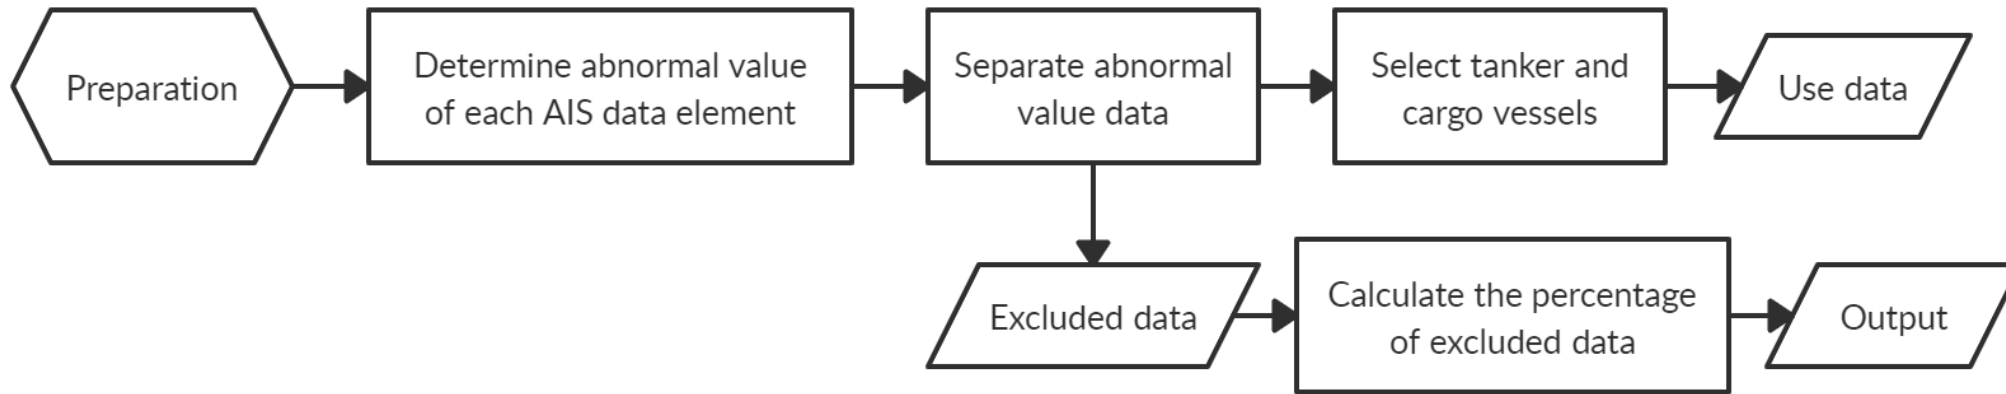 Preparation
Determine abnormal value
of each AIS data element
Separate abnormal
value data
Select tanker and
cargo vessels
Use data
Excluded data
Calculate the percentage
of excluded data
Output